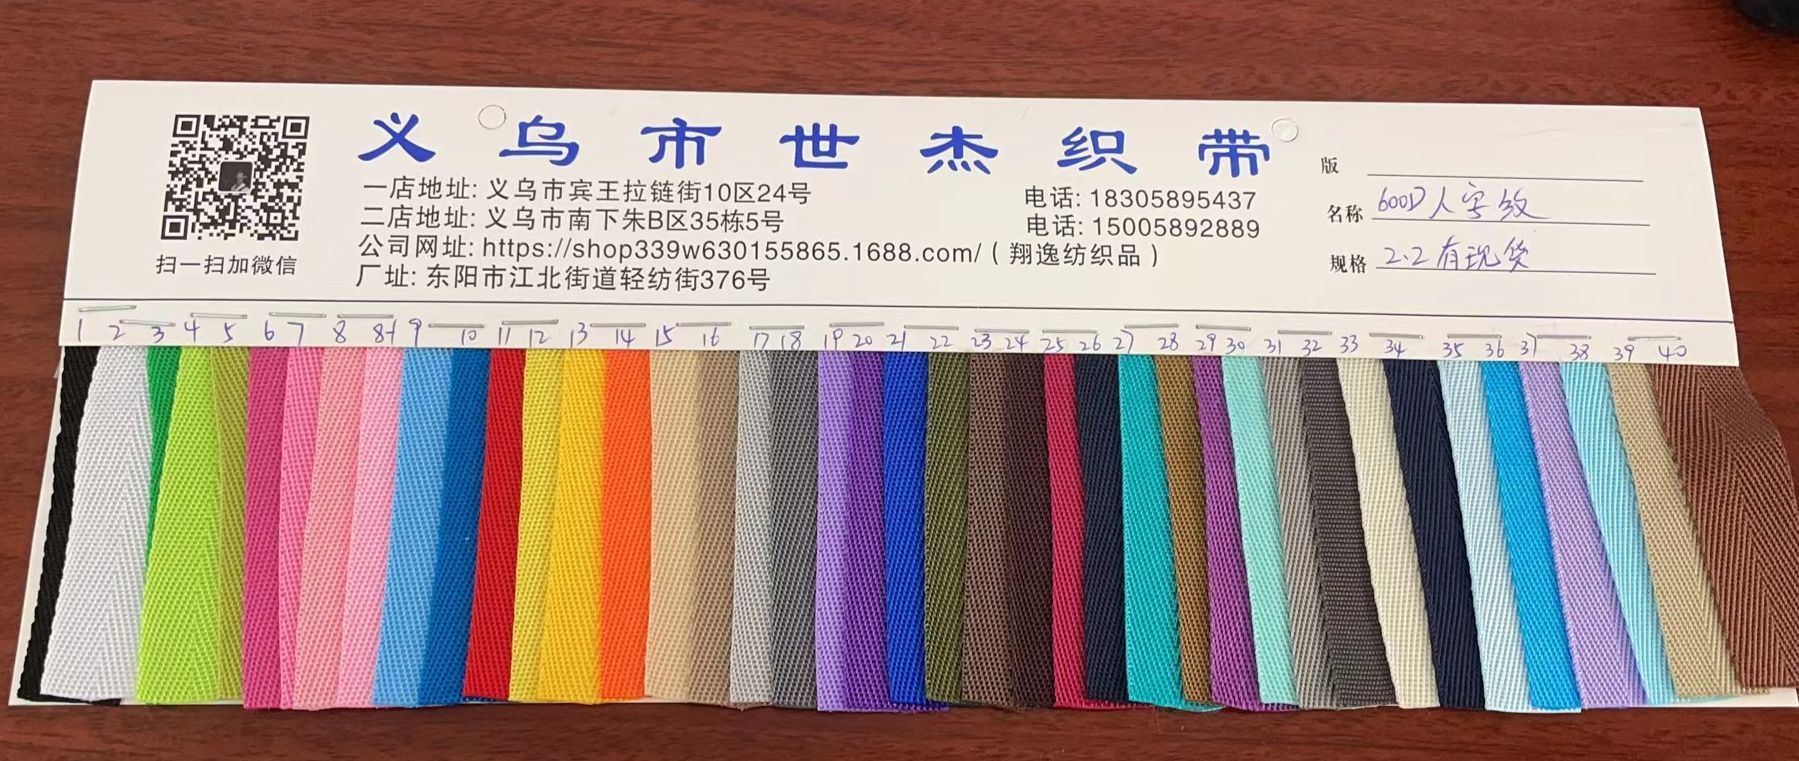 义乌市世杰织带
一店地址: 义乌市宾王拉链街10区24号
电话: 18305895437
二店地址: 义乌市南下朱B区35栋5号
电话: 15005892889
公司网址: https://shop339w630155865.1688.com/ ( 翔逸纺织品 )
厂址: 东阳市江北街道轻纺街376号
扫一扫加微信
版
名称 600D人字纹
规格 2.2有现货
1 2 3 4 5 6 7 8 8-1 9 10 11 12 13 14 15 16 17 18 19 20 21 22 23 24 25 26 27 28 29 30 31 32 33 34 35 36 37 38 39 40